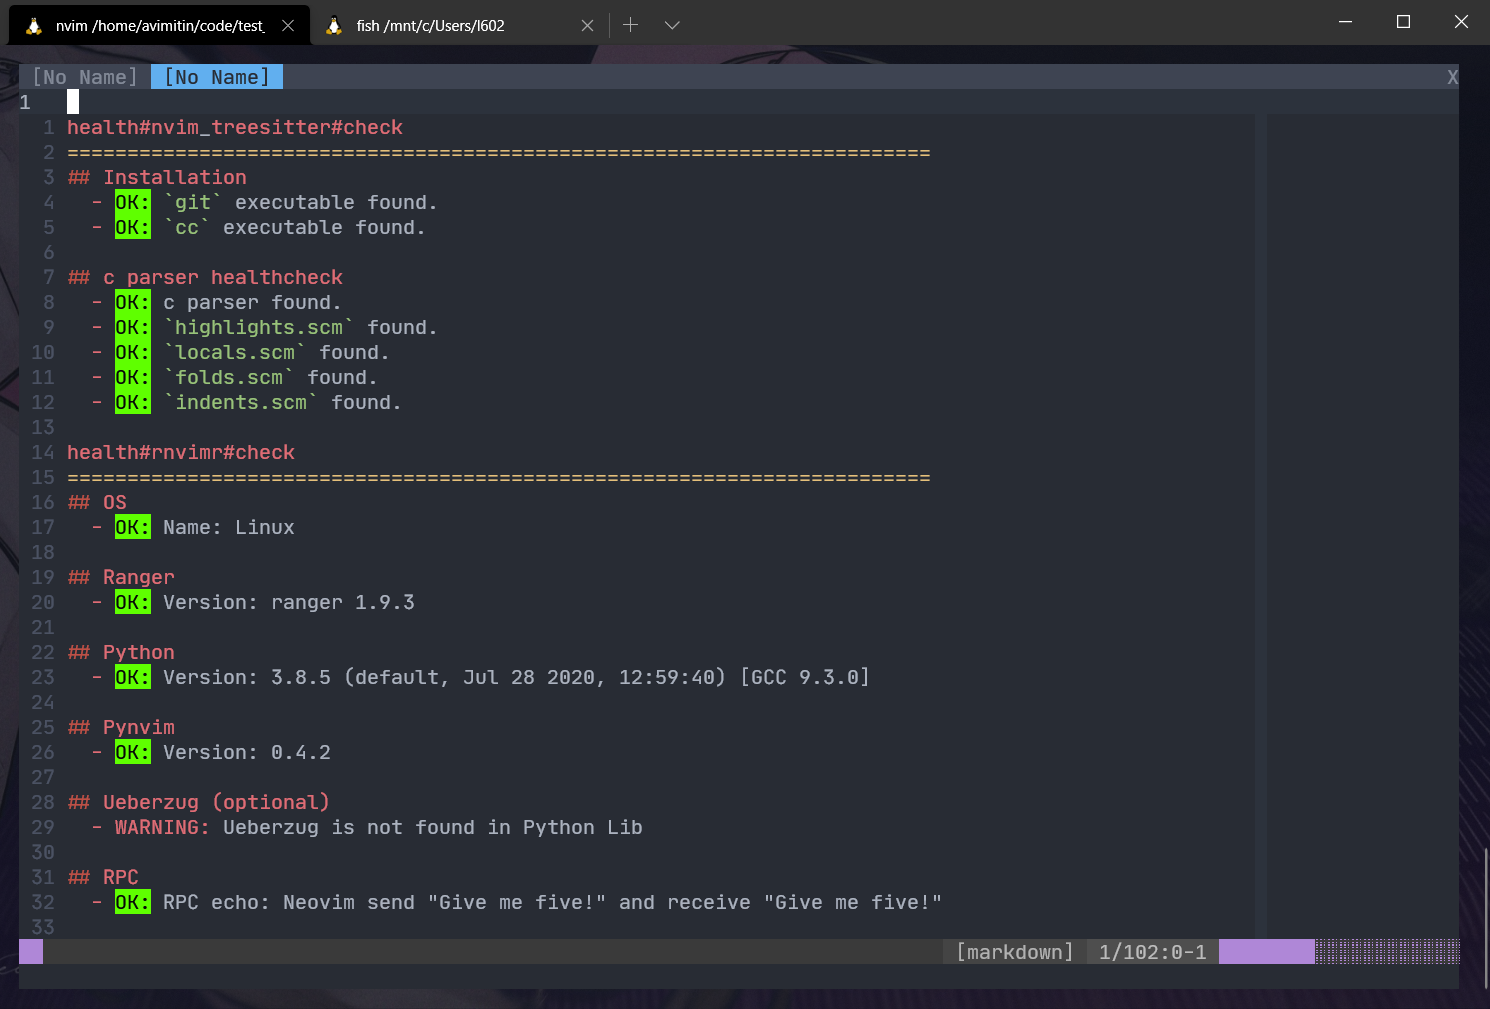 nvim /home/avimitin/code/test_
fish /mnt/c/Users/l602
[No Name] [No Name] X
1
1 health#nvim_treesitter#check
2 ========================================================================
3 ## Installation
4 - OK: `git` executable found.
5 - OK: `cc` executable found.
6
7 ## c parser healthcheck
8 - OK: c parser found.
9 - OK: `highlights.scm` found.
10 - OK: `locals.scm` found.
11 - OK: `folds.scm` found.
12 - OK: `indents.scm` found.
13
14 health#rnvimr#check
15 ========================================================================
16 ## OS
17 - OK: Name: Linux
18
19 ## Ranger
20 - OK: Version: ranger 1.9.3
21
22 ## Python
23 - OK: Version: 3.8.5 (default, Jul 28 2020, 12:59:40) [GCC 9.3.0]
24
25 ## Pynvim
26 - OK: Version: 0.4.2
27
28 ## Ueberzug (optional)
29 - WARNING: Ueberzug is not found in Python Lib
30
31 ## RPC
32 - OK: RPC echo: Neovim send "Give me five!" and receive "Give me five!"
33
[markdown] 1/102:0-1